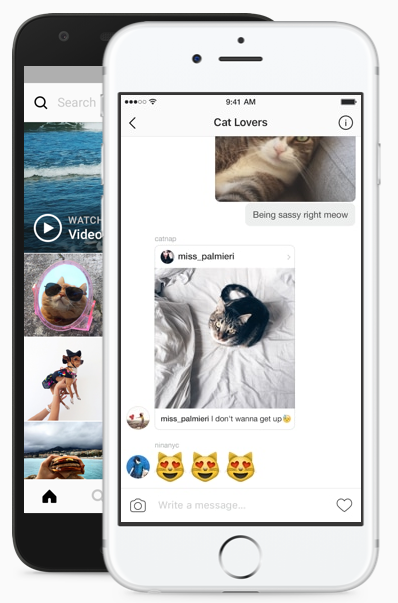 Search
WATCH
Video
9:41 AM
Cat Lovers
Being sassy right meow
catnap
miss_palmieri
miss_palmieri I don't wanna get up😼
ninanyc
😻 😻 😻
Write a message...